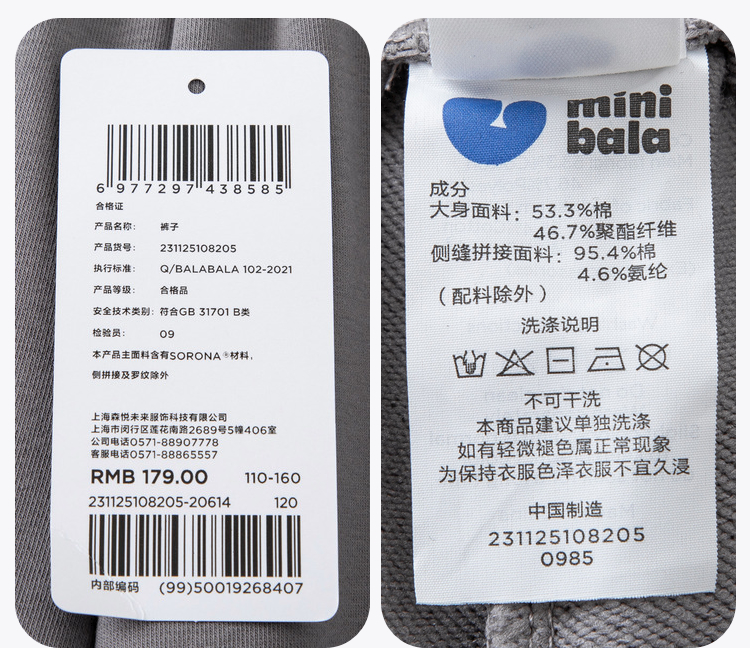 6 977297 438585
合格证
产品名称: 裤子
产品货号: 231125108205
执行标准: Q/BALABALA 102-2021
产品等级: 合格品
安全技术类别: 符合GB 31701 B类
检验员: 09
本产品主面料含有SORONA®材料,
侧拼接及罗纹除外
上海森悦未来服饰科技有限公司
上海市闵行区莲花南路2689号5幢406室
公司电话0571-88907778
客服电话0571-88865557
RMB 179.00 110-160
231125108205-20614 120
内部编码 (99)50019268407
mini
bala
成分
大身面料: 53.3%棉
46.7%聚酯纤维
侧缝拼接面料: 95.4%棉
4.6%氨纶
(配料除外)
洗涤说明
不可干洗
本商品建议单独洗涤
如有轻微褪色属正常现象
为保持衣服色泽衣服不宜久浸
中国制造
231125108205
0985